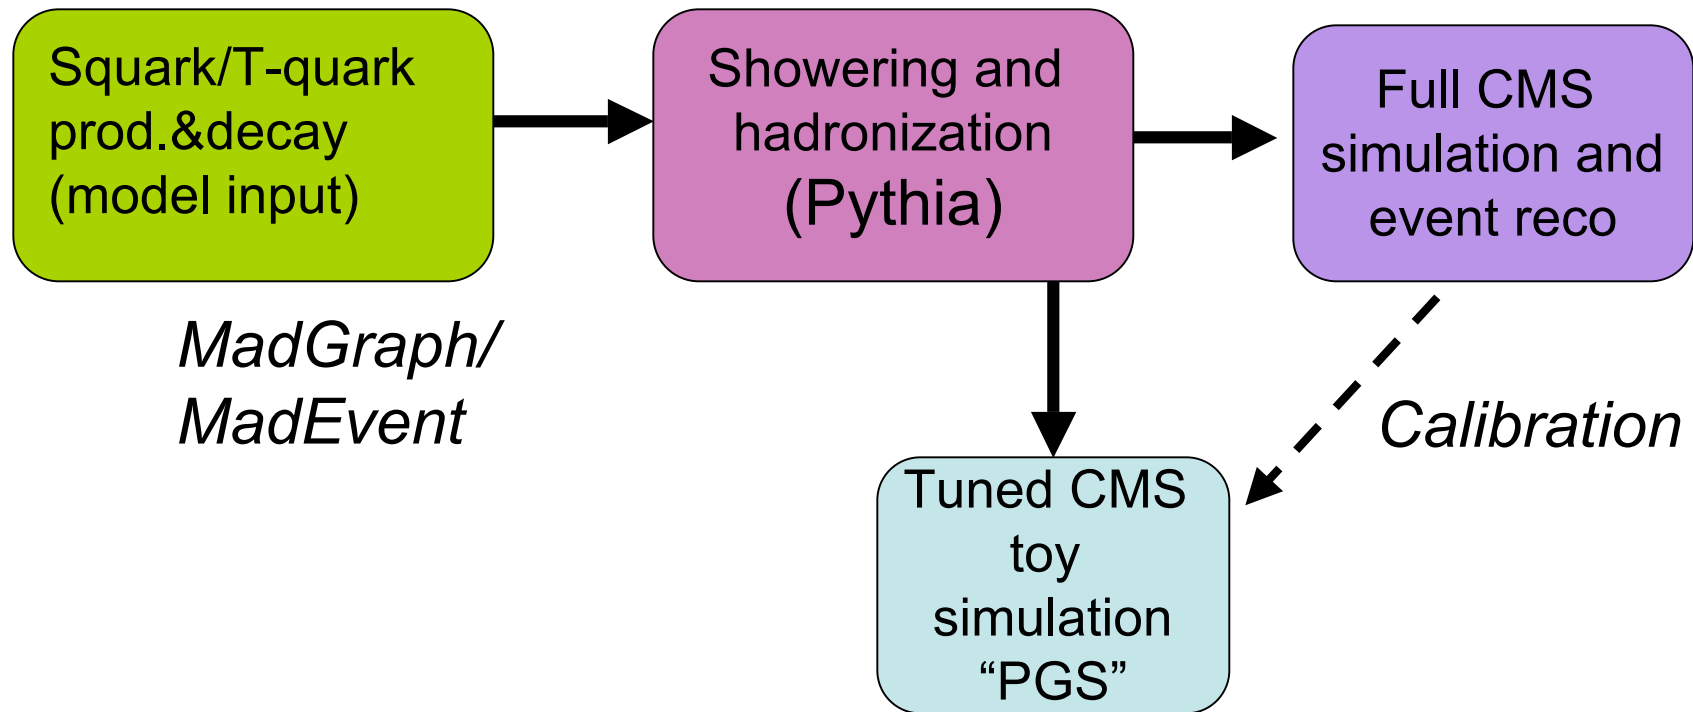 Squark/T-quark
prod.&decay
(model input)
Showering and
hadronization
(Pythia)
Full CMS
simulation and
event reco
MadGraph/
MadEvent
Calibration
Tuned CMS
toy
simulation
“PGS”